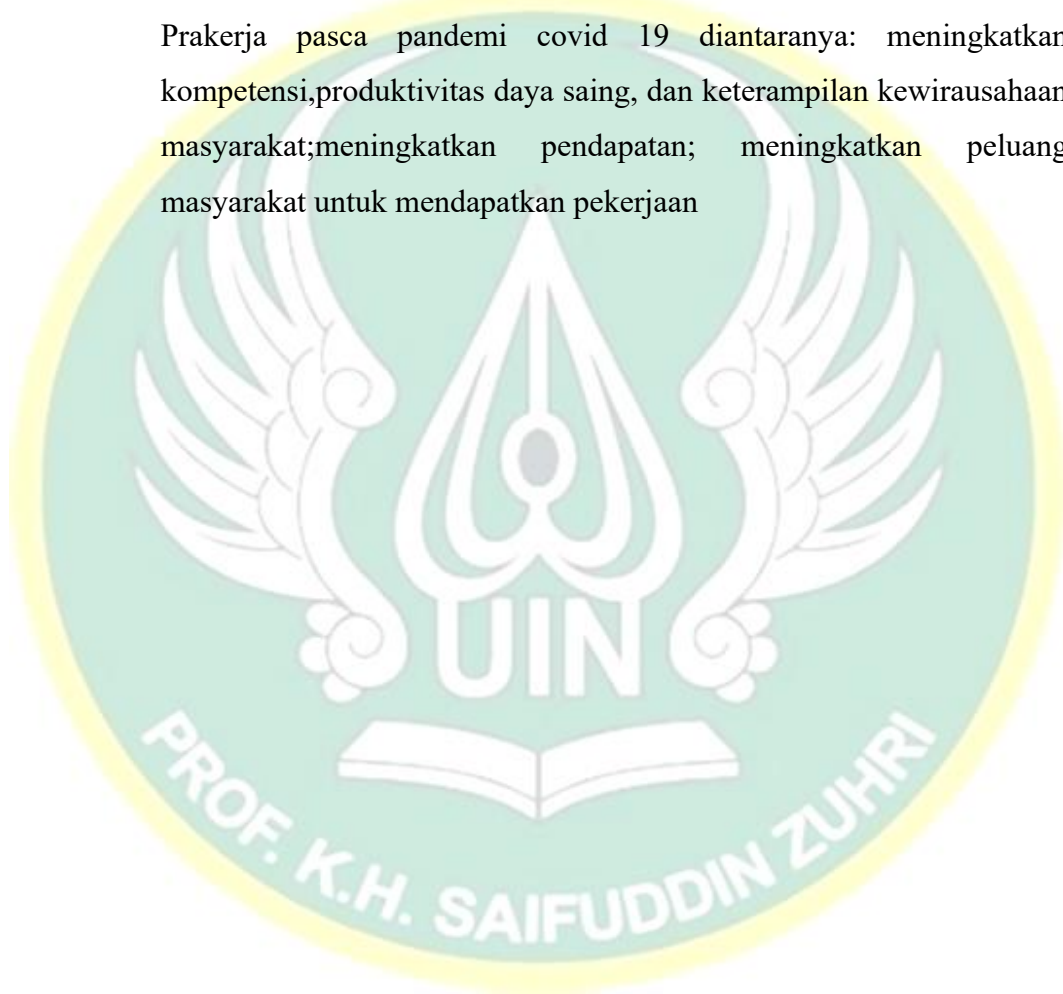 Prakerja pasca pandemi covid 19 diantaranya: meningkatkan
kompetensi,produktivitas daya saing, dan keterampilan kewirausahaan
masyarakat;meningkatkan pendapatan; meningkatkan peluang
masyarakat untuk mendapatkan pekerjaan
UIN
PROF. K.H. SAIFUDDIN ZUHRI